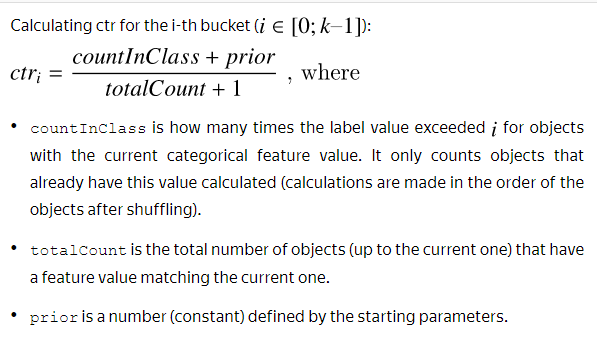 Calculating ctr for the i-th bucket (i ∈ [0; k−1]):
ctr_i = (countInClass + prior) / (totalCount + 1) , where
• countInClass is how many times the label value exceeded i for objects
with the current categorical feature value. It only counts objects that
already have this value calculated (calculations are made in the order of the
objects after shuffling).
• totalCount is the total number of objects (up to the current one) that have
a feature value matching the current one.
• prior is a number (constant) defined by the starting parameters.